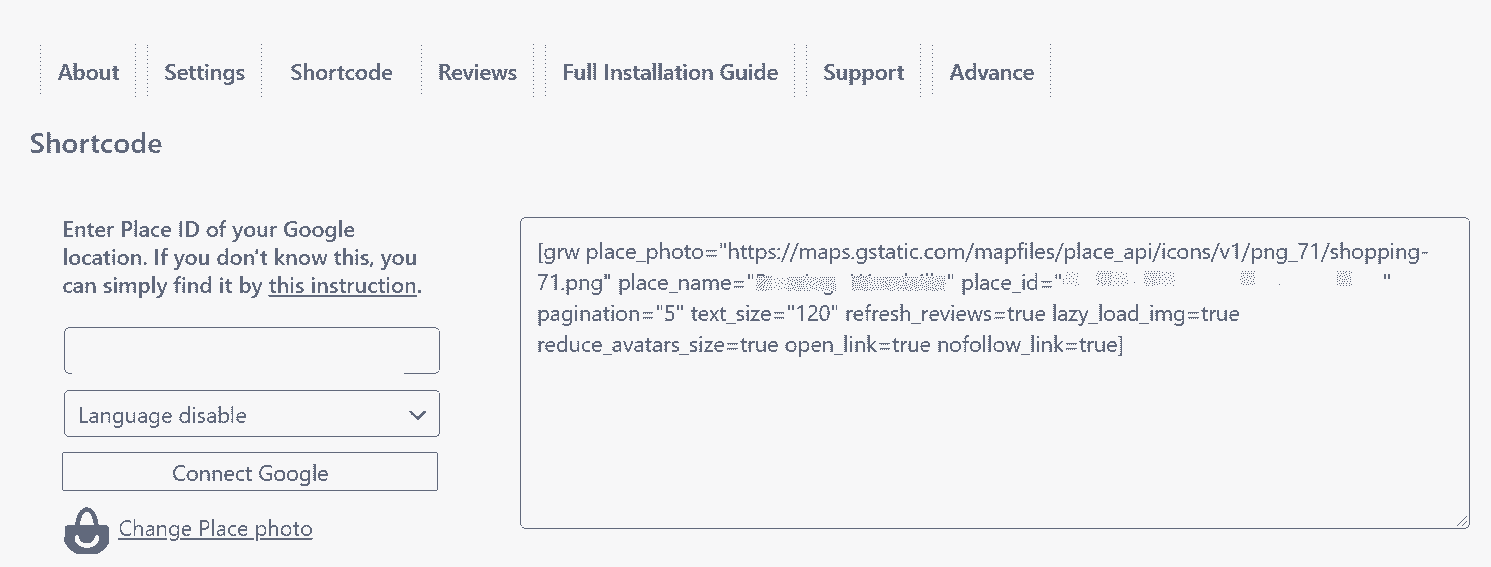 About Settings Shortcode Reviews Full Installation Guide Support Advance
Shortcode
Enter Place ID of your Google
location. If you don't know this, you
can simply find it by this instruction.
Language disable
Connect Google
Change Place photo
[grw place_photo="https://maps.gstatic.com/mapfiles/place_api/icons/v1/png_71/shopping-
71.png" place_name="" place_id=""
pagination="5" text_size="120" refresh_reviews=true lazy_load_img=true
reduce_avatars_size=true open_link=true nofollow_link=true]